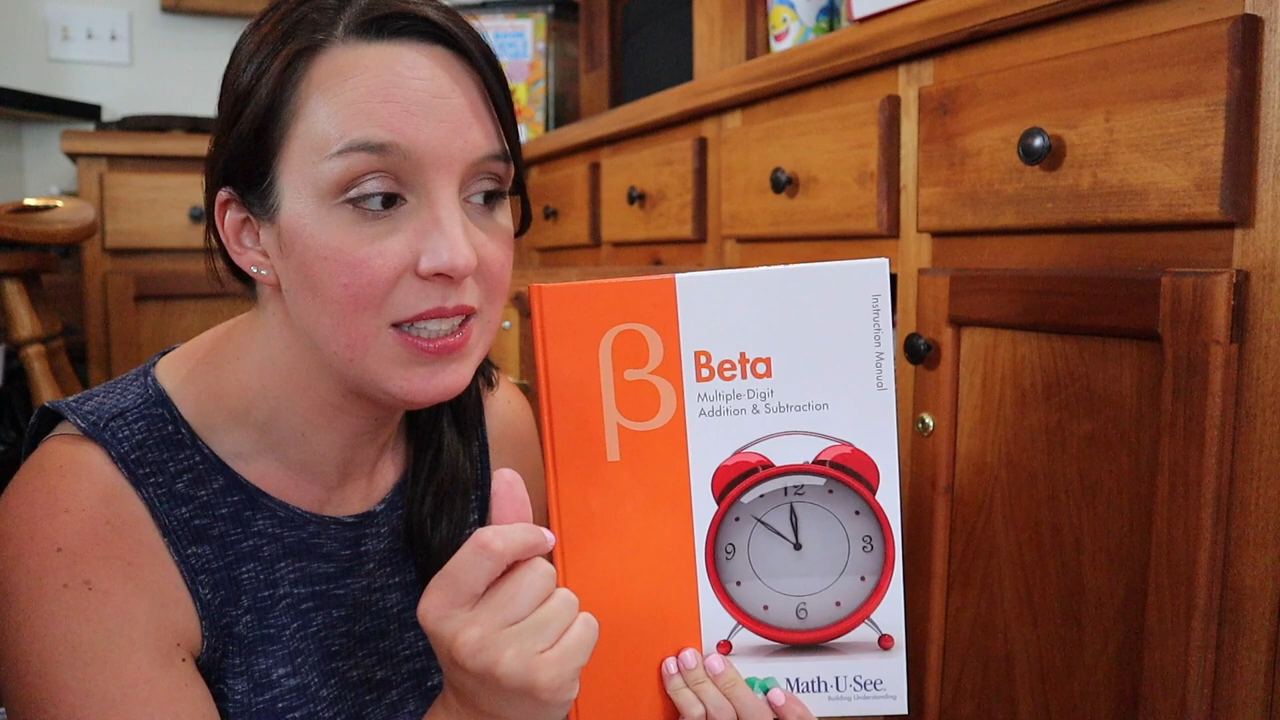 Instruction Manual
β
Beta
Multiple-Digit
Addition & Subtraction
12
9
3
6
Math·U·See
Building Understanding